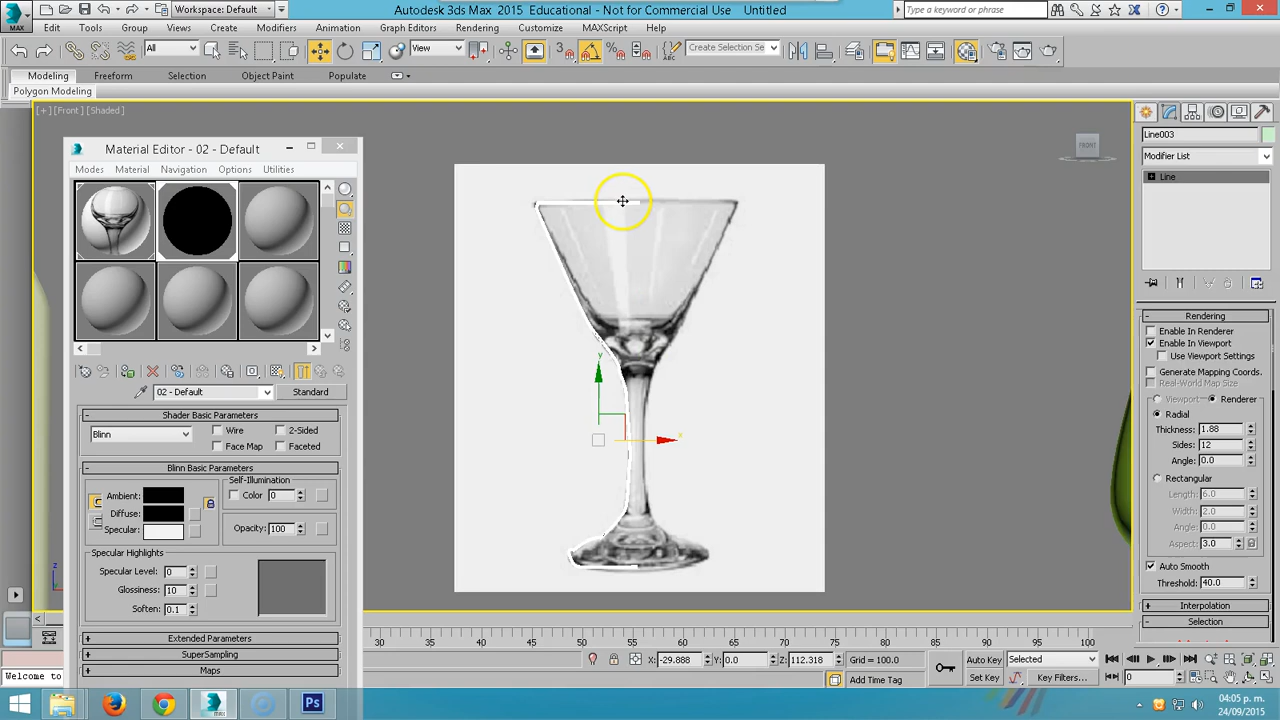 Workspace: Default
Autodesk 3ds Max 2015 Educational - Not for Commercial Use Untitled
Type a keyword or phrase
MAX
Edit Tools Group Views Create Modifiers Animation Graph Editors Rendering Customize MAXScript Help
All
View
3
Create Selection Se
Modeling Freeform Selection Object Paint Populate
Polygon Modeling
[+] [Front] [Shaded]
FRONT
Line003
Modifier List
Line
Material Editor - 02 - Default
Modes Material Navigation Options Utilities
02 - Default
Standard
Shader Basic Parameters
Blinn
Wire
2-Sided
Face Map
Faceted
Blinn Basic Parameters
Self-Illumination
Ambient:
Color 0
Diffuse:
Specular:
Opacity: 100
Specular Highlights
Specular Level: 0
Glossiness: 10
Soften: 0.1
Extended Parameters
SuperSampling
Maps
y
x
z
Rendering
Enable In Renderer
Enable In Viewport
Use Viewport Settings
Generate Mapping Coords.
Real-World Map Size
Viewport Renderer
Radial
Thickness: 1.88
Sides: 12
Angle: 0.0
Rectangular
Length: 6.0
Width: 2.0
Angle: 0.0
Aspect: 3.0
Auto Smooth
Threshold: 40.0
Interpolation
Selection
30 35 40 45 50 55 60 65 70 75 80 85 90 95 100
X: -29.888 Y: 0.0 Z: 112.318 Grid = 100.0
Auto Key Selected
Welcome to
Add Time Tag
Set Key Key Filters...
0
MAX
Ps
04:05 p. m.
24/09/2015